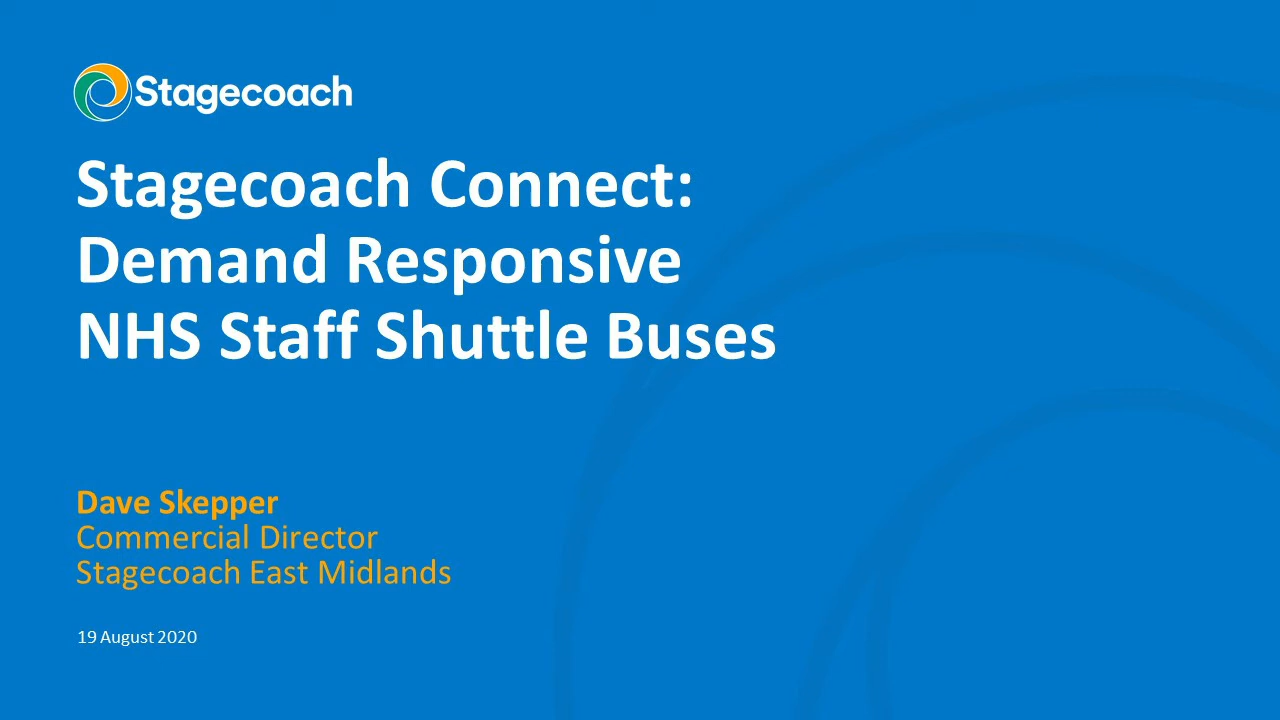 Stagecoach
Stagecoach Connect:
Demand Responsive
NHS Staff Shuttle Buses
Dave Skepper
Commercial Director
Stagecoach East Midlands
19 August 2020